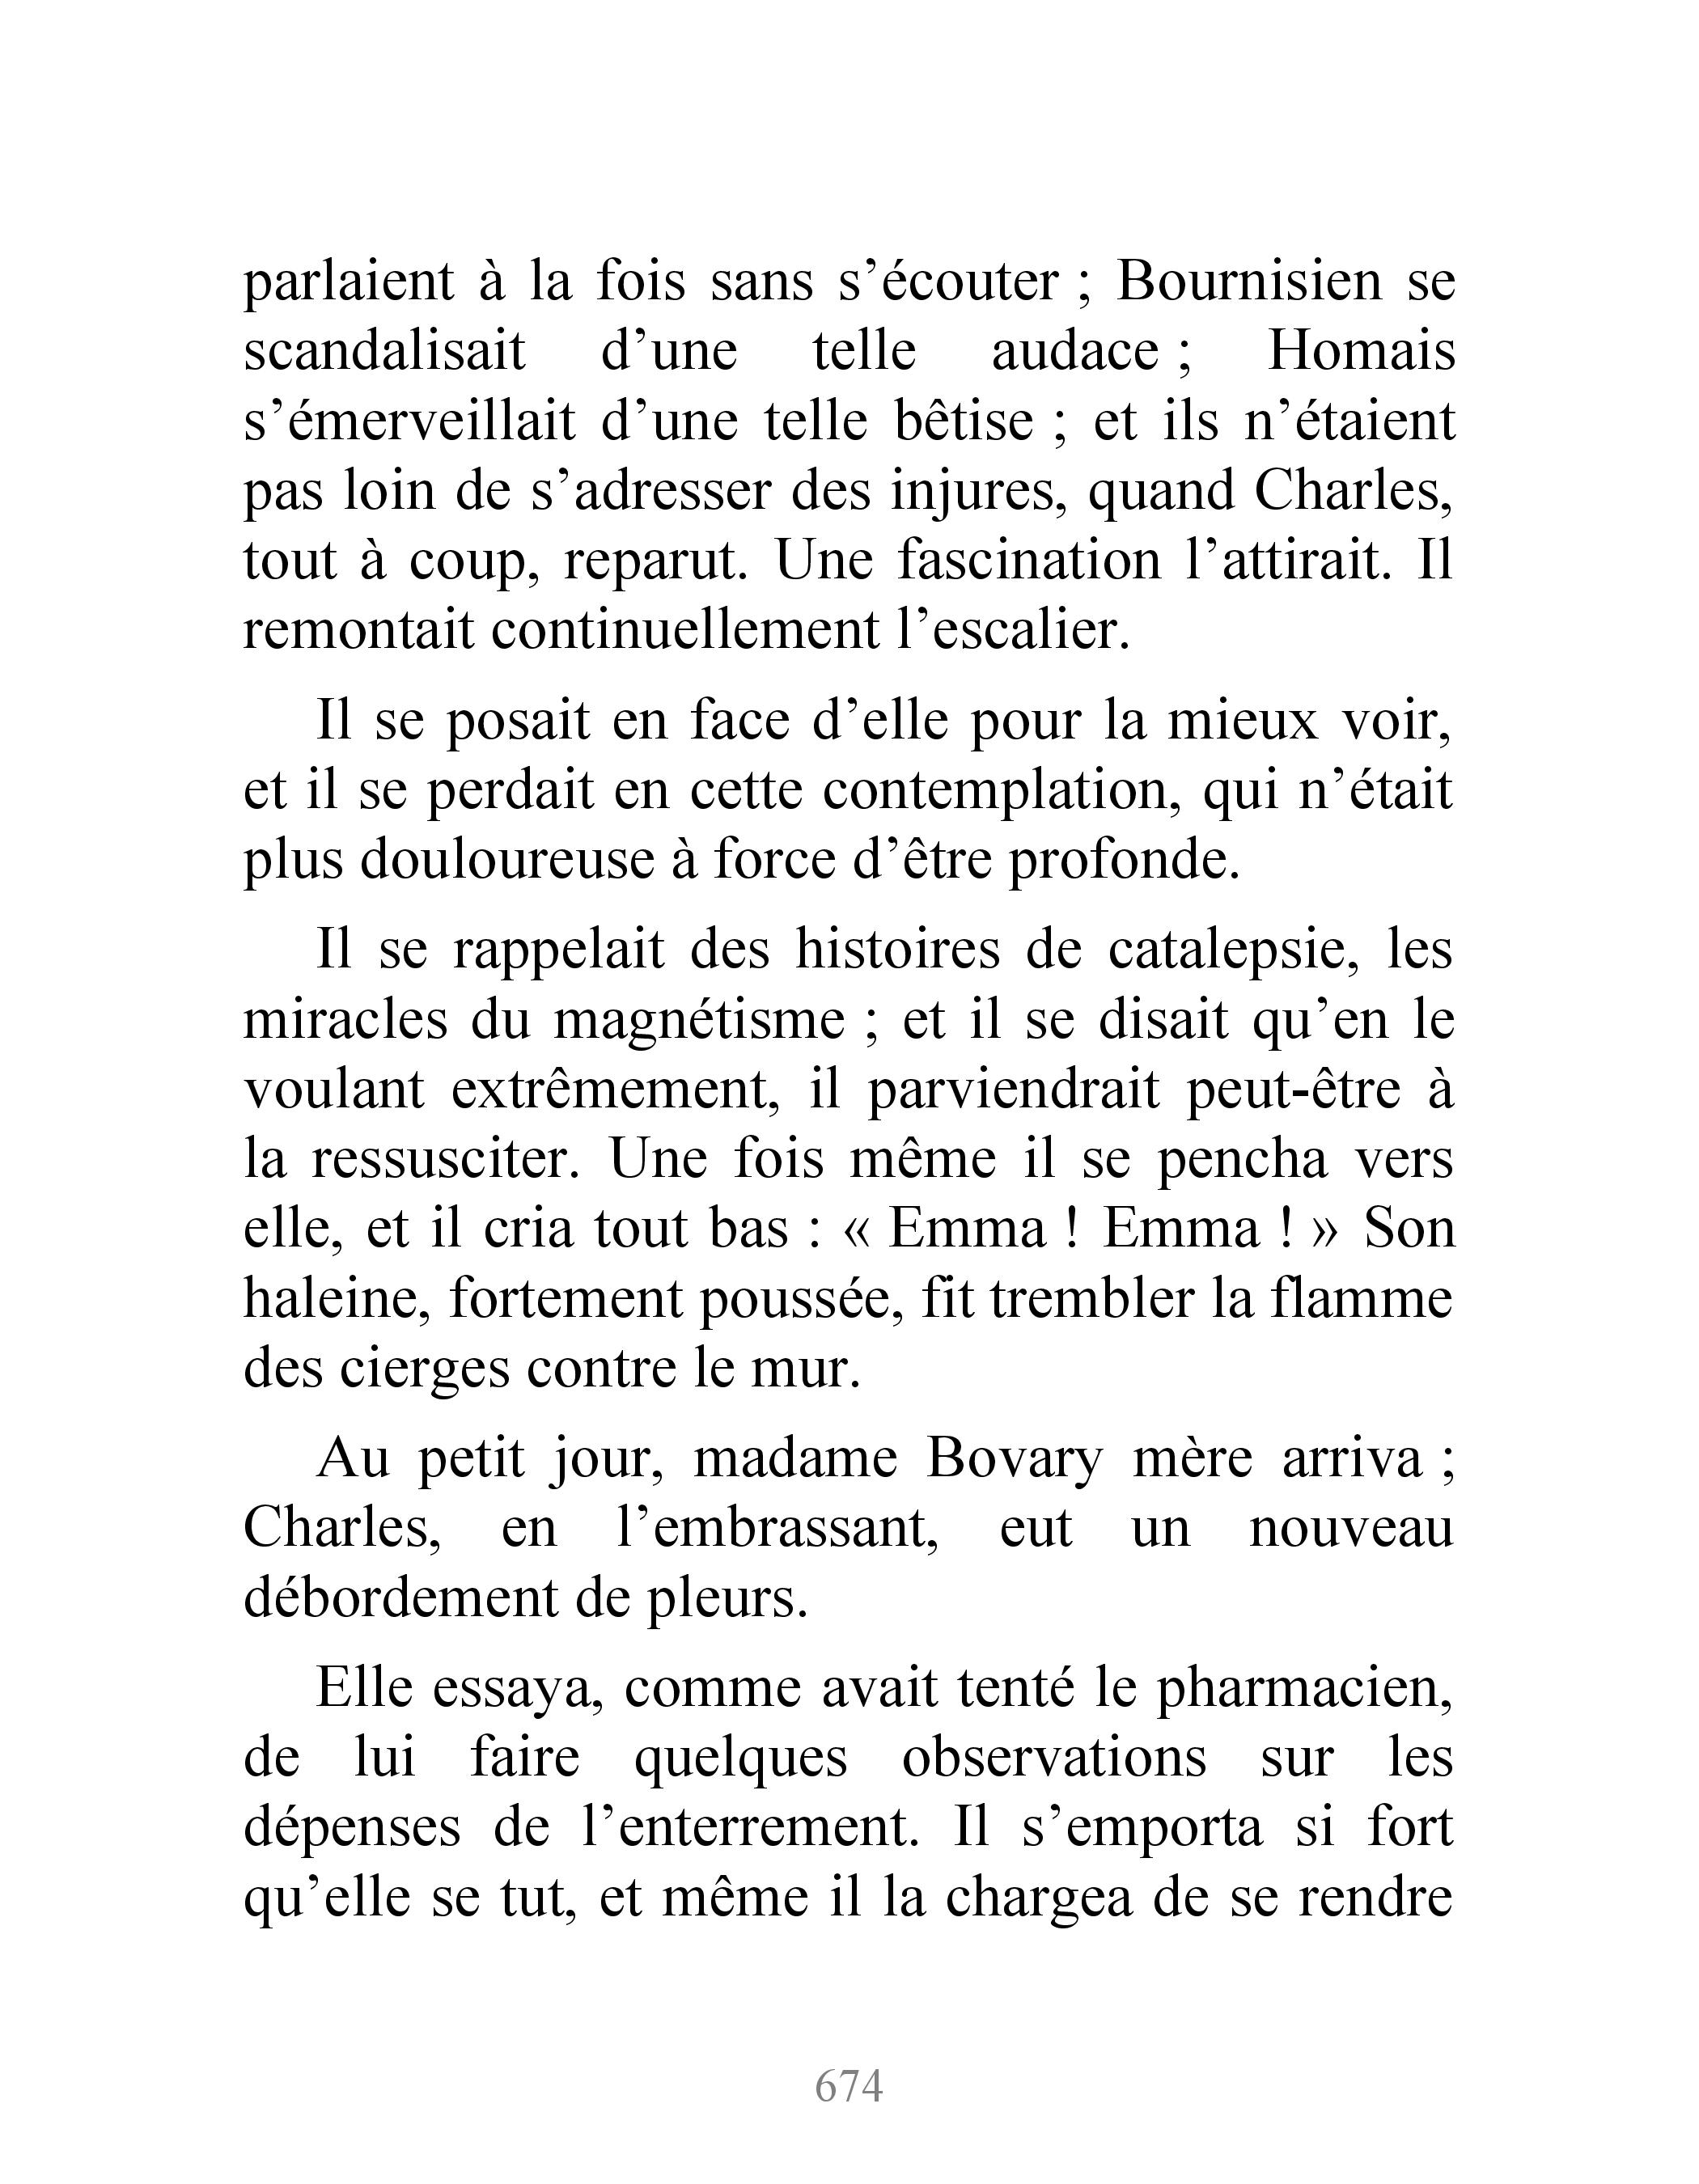 parlaient à la fois sans s’écouter ; Bournisien se
scandalisait d’une telle audace ; Homais
s’émerveillait d’une telle bêtise ; et ils n’étaient
pas loin de s’adresser des injures, quand Charles,
tout à coup, reparut. Une fascination l’attirait. Il
remontait continuellement l’escalier.
Il se posait en face d’elle pour la mieux voir,
et il se perdait en cette contemplation, qui n’était
plus douloureuse à force d’être profonde.
Il se rappelait des histoires de catalepsie, les
miracles du magnétisme ; et il se disait qu’en le
voulant extrêmement, il parviendrait peut-être à
la ressusciter. Une fois même il se pencha vers
elle, et il cria tout bas : « Emma ! Emma ! » Son
haleine, fortement poussée, fit trembler la flamme
des cierges contre le mur.
Au petit jour, madame Bovary mère arriva ;
Charles, en l’embrassant, eut un nouveau
débordement de pleurs.
Elle essaya, comme avait tenté le pharmacien,
de lui faire quelques observations sur les
dépenses de l’enterrement. Il s’emporta si fort
qu’elle se tut, et même il la chargea de se rendre
674